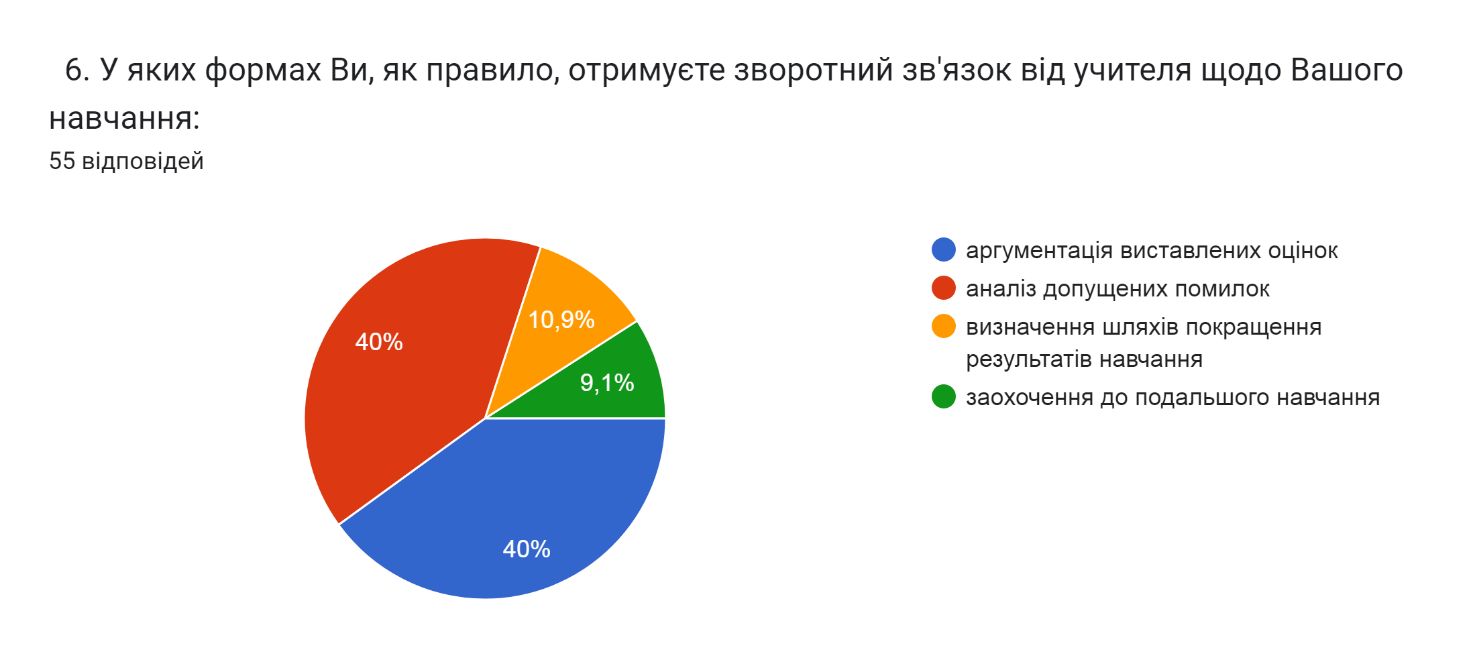 6. У яких формах Ви, як правило, отримуєте зворотний зв'язок від учителя щодо Вашого
навчання:
55 відповідей
аргументація виставлених оцінок
аналіз допущених помилок
визначення шляхів покращення
результатів навчання
заохочення до подальшого навчання
10,9%
40%
9,1%
40%